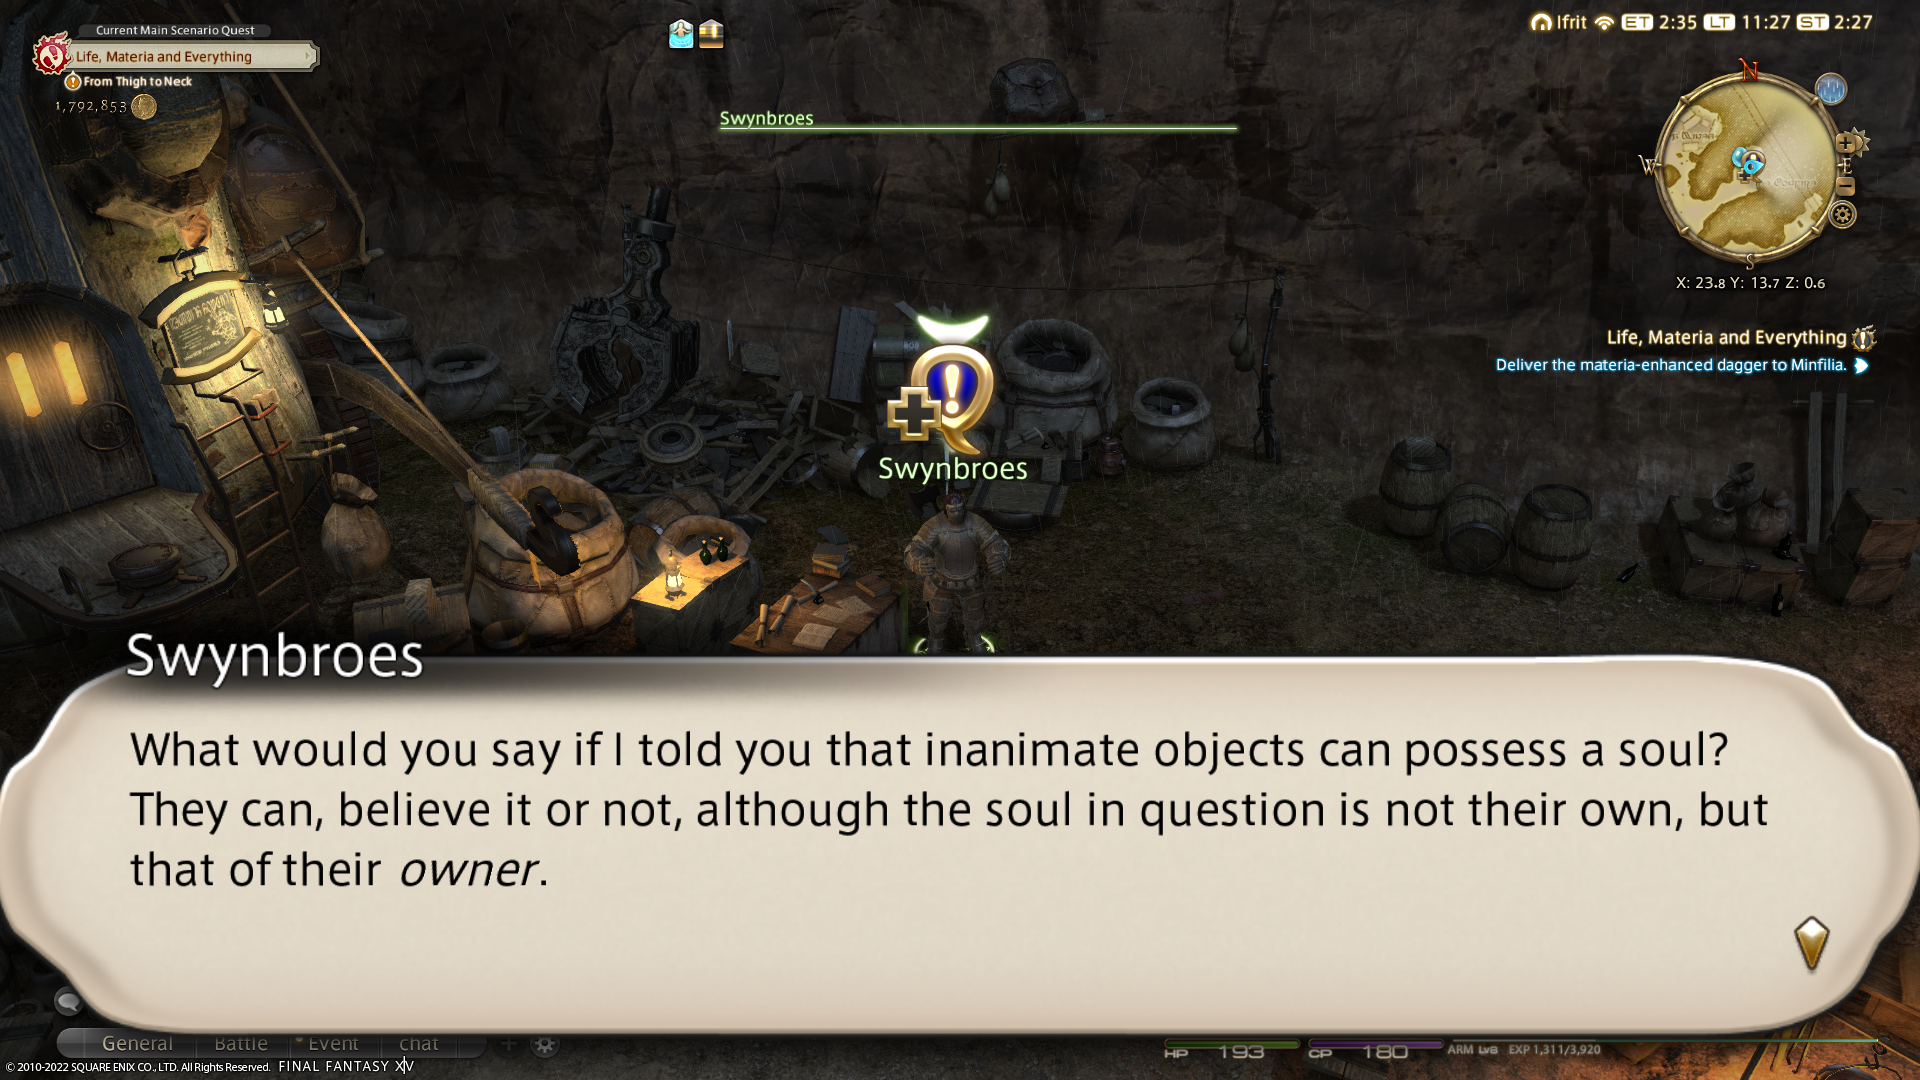 Current Main Scenario Quest
Life, Materia and Everything
From Thigh to Neck
1,792,853
Ifrit ET 2:35 LT 11:27 ST 2:27
Swynbroes
N
W
E
S
X: 23.8 Y: 13.7 Z: 0.6
Life, Materia and Everything
Deliver the materia-enhanced dagger to Minfilia.
Swynbroes
Swynbroes
What would you say if I told you that inanimate objects can possess a soul?
They can, believe it or not, although the soul in question is not their own, but
that of their owner.
General Battle Event chat
HP 193 CP 180 ARM Lv8 EXP 1,311/3,920
© 2010-2022 SQUARE ENIX CO., LTD. All Rights Reserved. FINAL FANTASY XIV